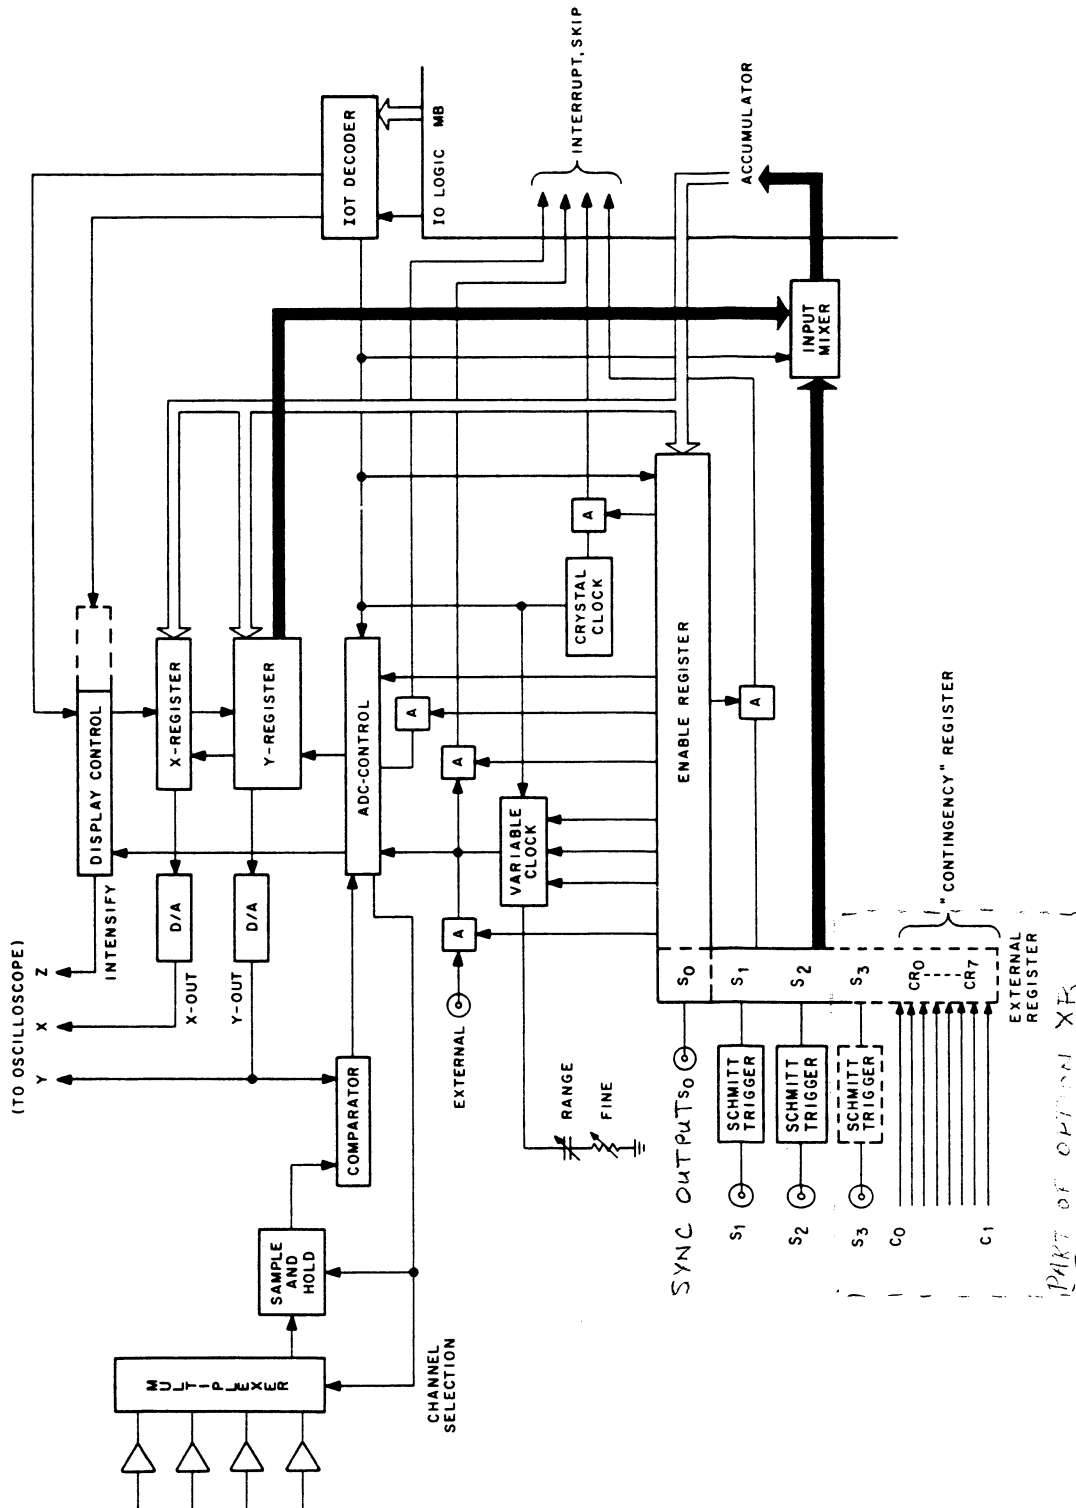 (TO OSCILLOSCOPE)
Y X Z
INTENSIFY
X-OUT
Y-OUT
DISPLAY CONTROL
X-REGISTER
Y-REGISTER
D/A
D/A
IOT DECODER
IO LOGIC MB
INTERRUPT, SKIP
ACCUMULATOR
INPUT
MIXER
ADC-CONTROL
COMPARATOR
SAMPLE
AND
HOLD
MULTIPLEXER
CHANNEL
SELECTION
A
A
A
A
A
EXTERNAL
VARIABLE
CLOCK
CRYSTAL
CLOCK
RANGE
FINE
ENABLE REGISTER
S0
S1
S2
S3
CR0
CR7
"CONTINGENCY" REGISTER
EXTERNAL
REGISTER
SYNC OUTPUT S0
SCHMITT
TRIGGER
SCHMITT
TRIGGER
SCHMITT
TRIGGER
S1
S2
S3
C0
C1
PART OF OPTION XR